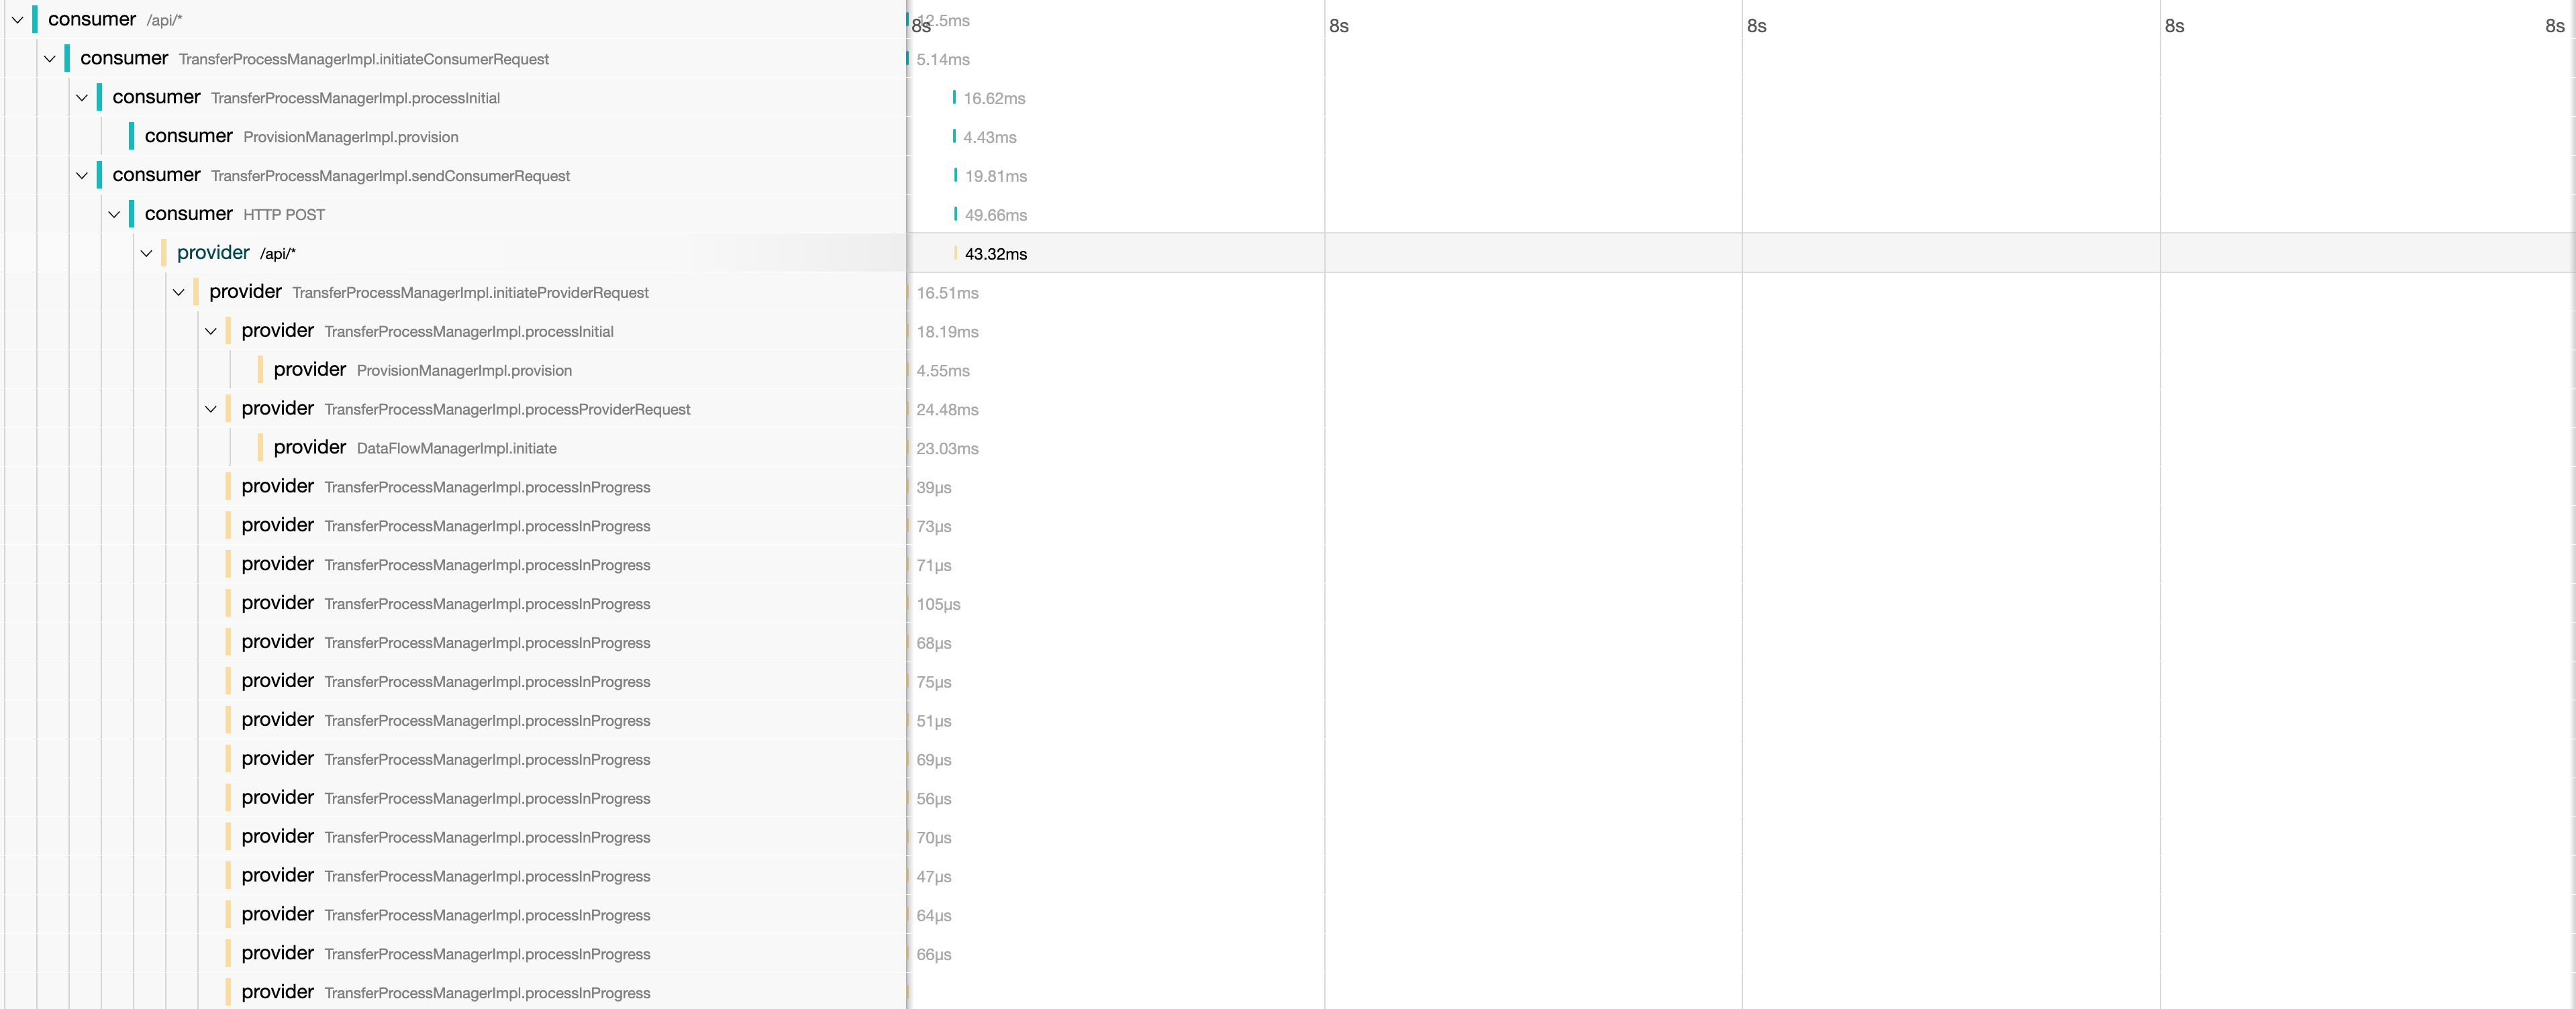 consumer /api/* 12.5ms 8s 8s 8s 8s 8s
consumer TransferProcessManagerImpl.initiateConsumerRequest 5.14ms
consumer TransferProcessManagerImpl.processInitial 16.62ms
consumer ProvisionManagerImpl.provision 4.43ms
consumer TransferProcessManagerImpl.sendConsumerRequest 19.81ms
consumer HTTP POST 49.66ms
provider /api/* 43.32ms
provider TransferProcessManagerImpl.initiateProviderRequest 16.51ms
provider TransferProcessManagerImpl.processInitial 18.19ms
provider ProvisionManagerImpl.provision 4.55ms
provider TransferProcessManagerImpl.processProviderRequest 24.48ms
provider DataFlowManagerImpl.initiate 23.03ms
provider TransferProcessManagerImpl.processInProgress 39μs
provider TransferProcessManagerImpl.processInProgress 73μs
provider TransferProcessManagerImpl.processInProgress 71μs
provider TransferProcessManagerImpl.processInProgress 105μs
provider TransferProcessManagerImpl.processInProgress 68μs
provider TransferProcessManagerImpl.processInProgress 75μs
provider TransferProcessManagerImpl.processInProgress 51μs
provider TransferProcessManagerImpl.processInProgress 69μs
provider TransferProcessManagerImpl.processInProgress 56μs
provider TransferProcessManagerImpl.processInProgress 70μs
provider TransferProcessManagerImpl.processInProgress 47μs
provider TransferProcessManagerImpl.processInProgress 64μs
provider TransferProcessManagerImpl.processInProgress 66μs
provider TransferProcessManagerImpl.processInProgress